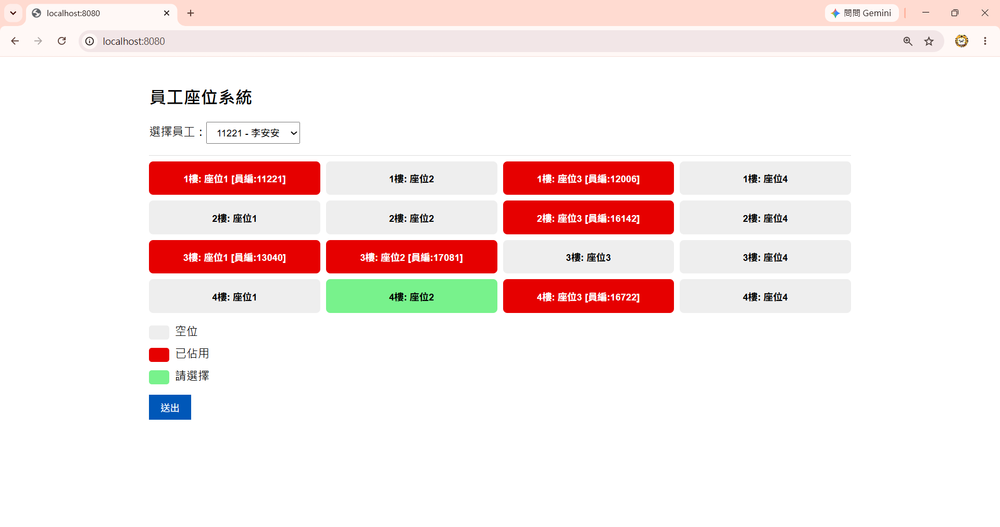 localhost:8080
問問 Gemini
localhost:8080
員工座位系統
選擇員工：
11221 - 李安安
1樓: 座位1 [員編:11221]
1樓: 座位2
1樓: 座位3 [員編:12006]
1樓: 座位4
2樓: 座位1
2樓: 座位2
2樓: 座位3 [員編:16142]
2樓: 座位4
3樓: 座位1 [員編:13040]
3樓: 座位2 [員編:17081]
3樓: 座位3
3樓: 座位4
4樓: 座位1
4樓: 座位2
4樓: 座位3 [員編:16722]
4樓: 座位4
空位
已佔用
請選擇
送出